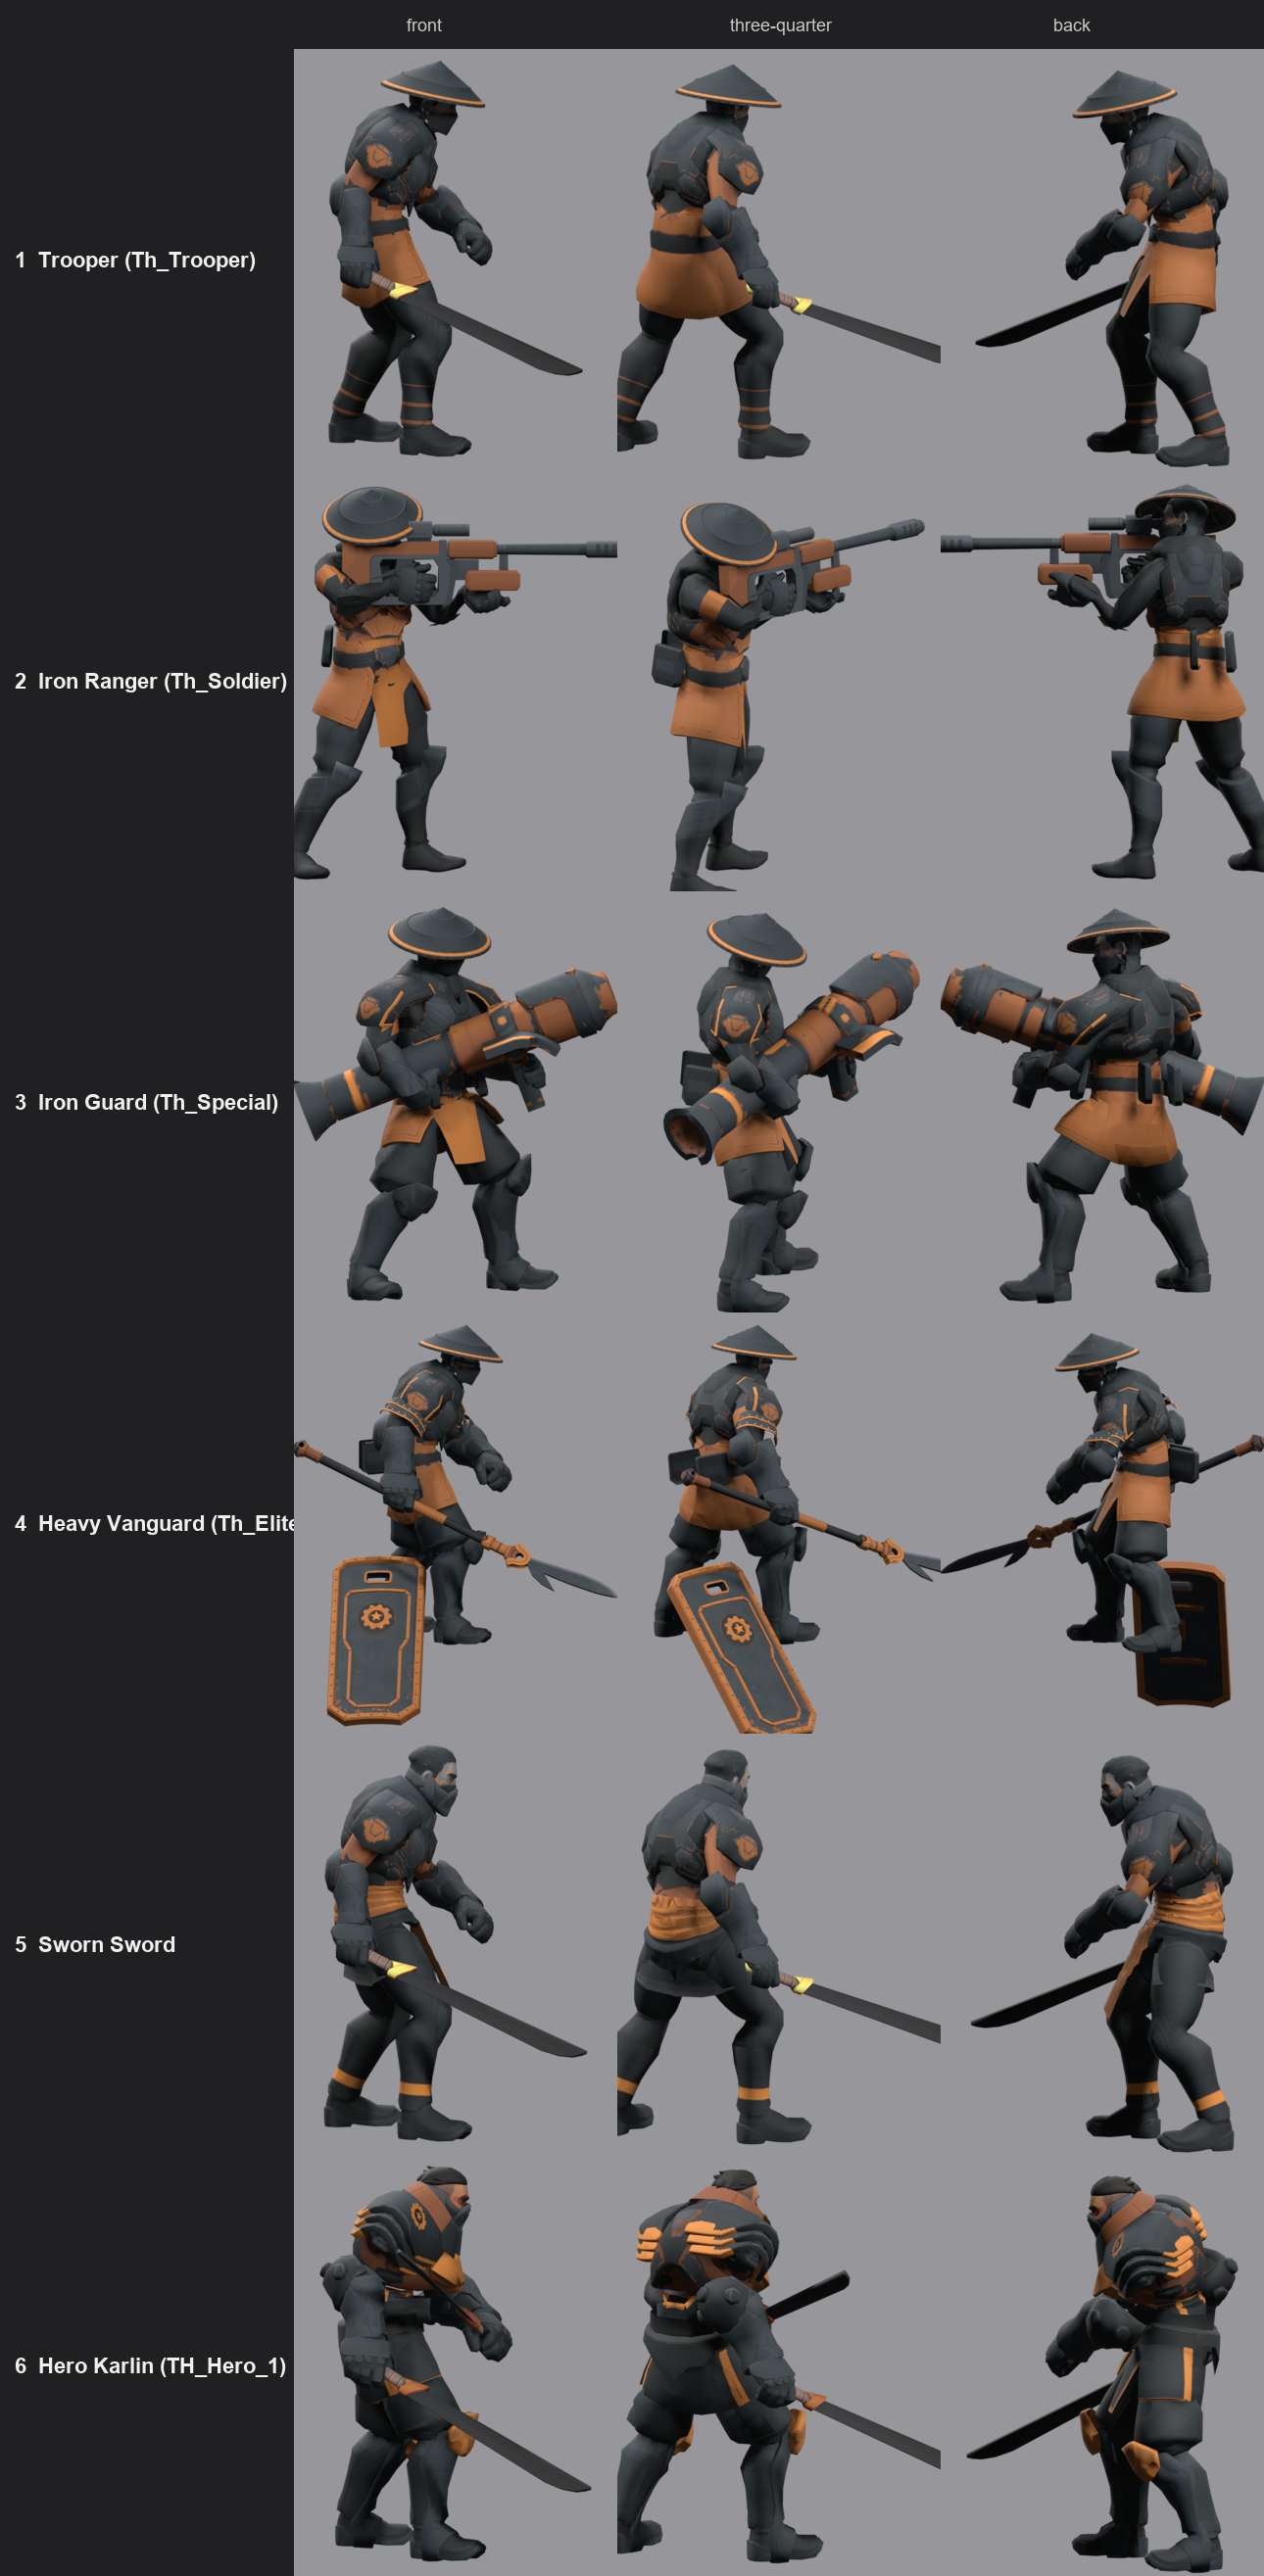 front three-quarter back
1 Trooper (Th_Trooper)
2 Iron Ranger (Th_Soldier)
3 Iron Guard (Th_Special)
4 Heavy Vanguard (Th_Elite
5 Sworn Sword
6 Hero Karlin (TH_Hero_1)